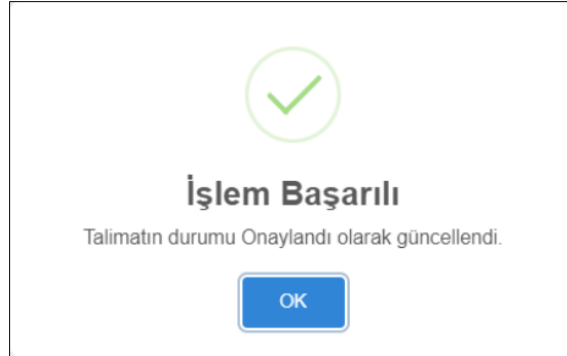 İşlem Başarılı
Talimatın durumu Onaylandı olarak güncellendi.
OK